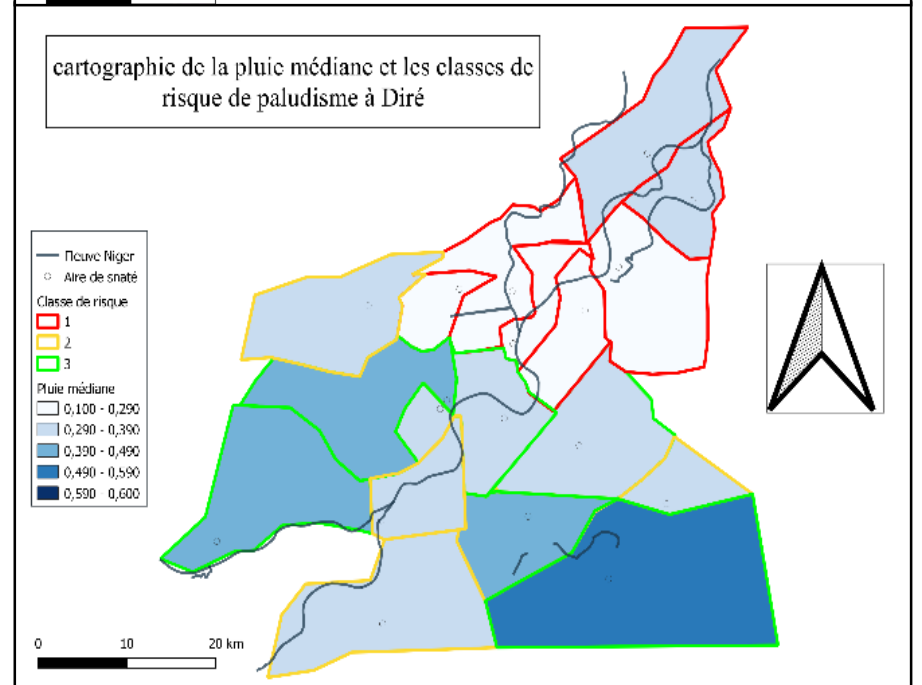 cartographie de la pluie médiane et les classes de
risque de paludisme à Diré
Fleuve Niger
Aire de snaté
Classe de risque
1
2
3
Pluie médiane
0,100 - 0,290
0,290 - 0,390
0,390 - 0,490
0,490 - 0,590
0,590 - 0,600
0 10 20 km